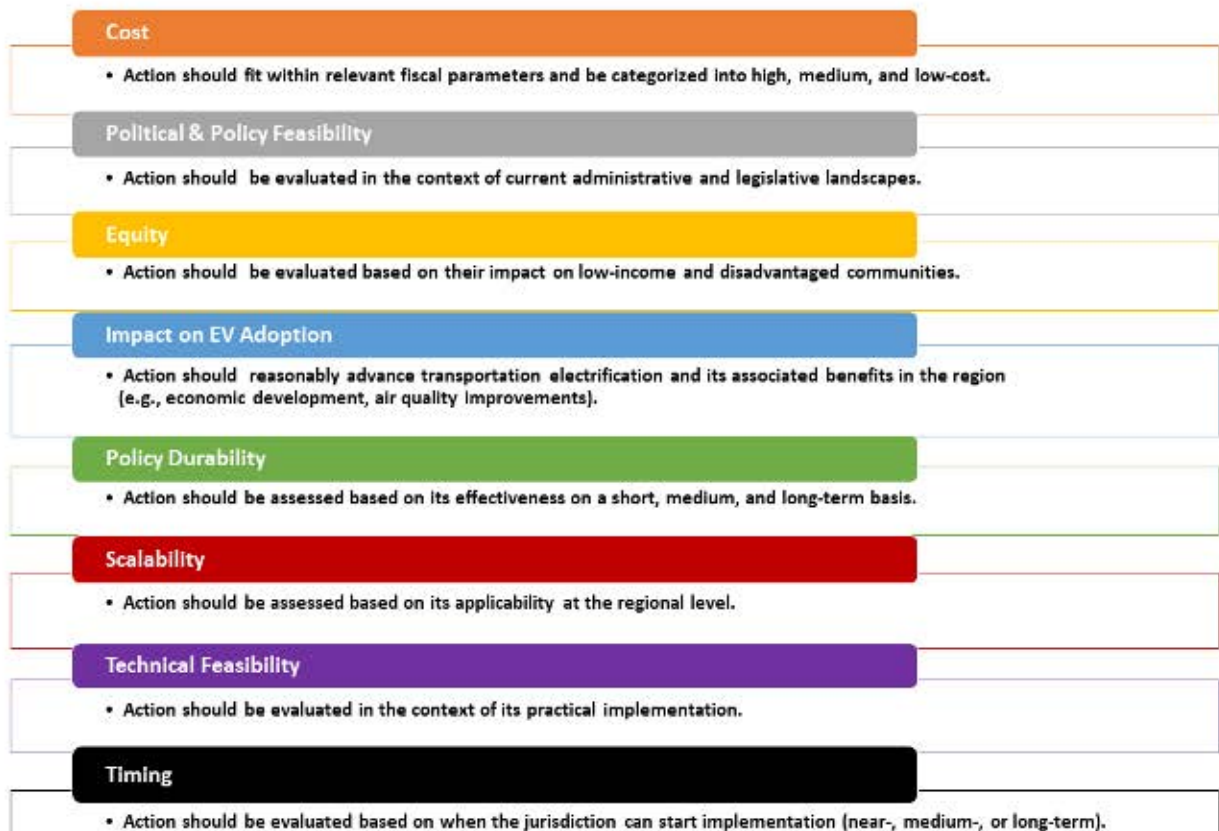 Cost
• Action should fit within relevant fiscal parameters and be categorized into high, medium, and low-cost.
Political & Policy Feasibility
• Action should be evaluated in the context of current administrative and legislative landscapes.
Equity
• Action should be evaluated based on their impact on low-income and disadvantaged communities.
Impact on EV Adoption
• Action should reasonably advance transportation electrification and its associated benefits in the region
(e.g., economic development, air quality improvements).
Policy Durability
• Action should be assessed based on its effectiveness on a short, medium, and long-term basis.
Scalability
• Action should be assessed based on its applicability at the regional level.
Technical Feasibility
• Action should be evaluated in the context of its practical implementation.
Timing
• Action should be evaluated based on when the jurisdiction can start implementation (near-, medium-, or long-term).